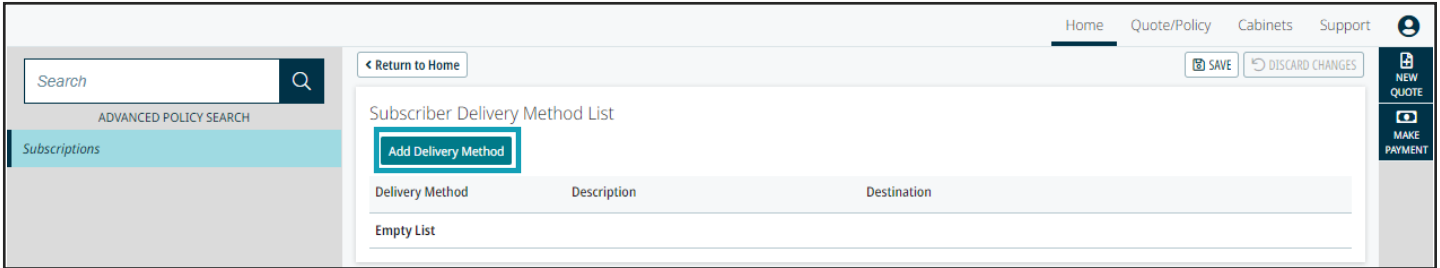 Home Quote/Policy Cabinets Support
Search
ADVANCED POLICY SEARCH
Subscriptions
< Return to Home
SAVE
DISCARD CHANGES
Subscriber Delivery Method List
Add Delivery Method
Delivery Method Description Destination
Empty List
NEW
QUOTE
MAKE
PAYMENT